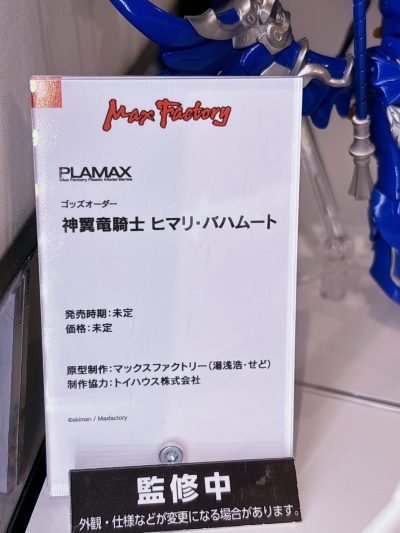 Max Factory
PLAMAX
Max Factory Plastic Model Series
ゴッズオーダー
神翼竜騎士 ヒマリ・バハムート
発売時期：未定
価格：未定
原型制作：マックスファクトリー（湯浅浩・せど）
制作協力：トイハウス株式会社
©akiman / Maxfactory
監修中
外観・仕様などが変更になる場合があります。